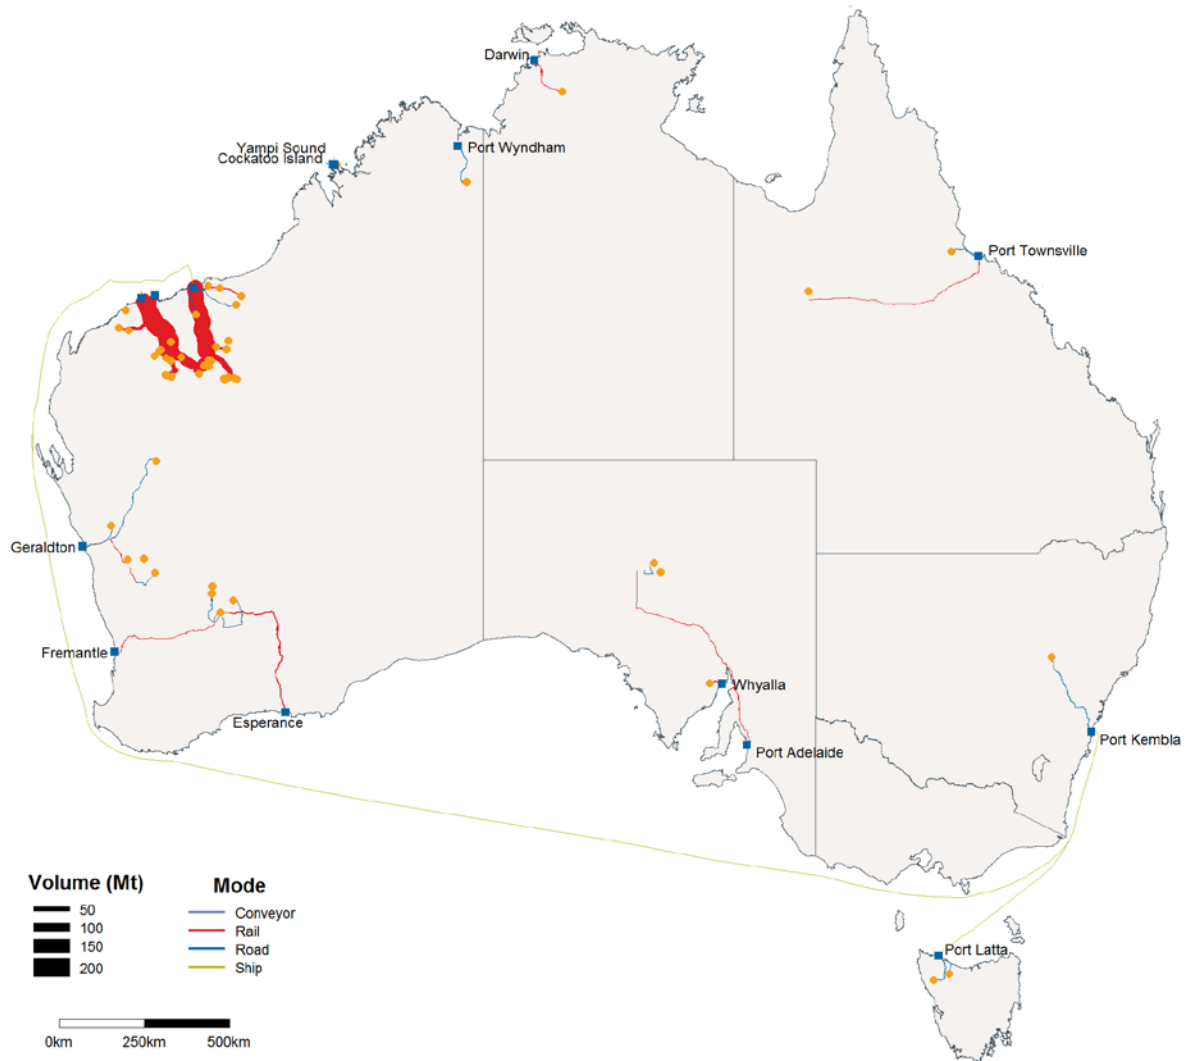 Darwin
Yampi Sound
Cockatoo Island
Port Wyndham
Port Townsville
Geraldton
Fremantle
Esperance
Whyalla
Port Adelaide
Port Kembla
Port Latta
Volume (Mt)
50
100
150
200
Mode
Conveyor
Rail
Road
Ship
0km 250km 500km